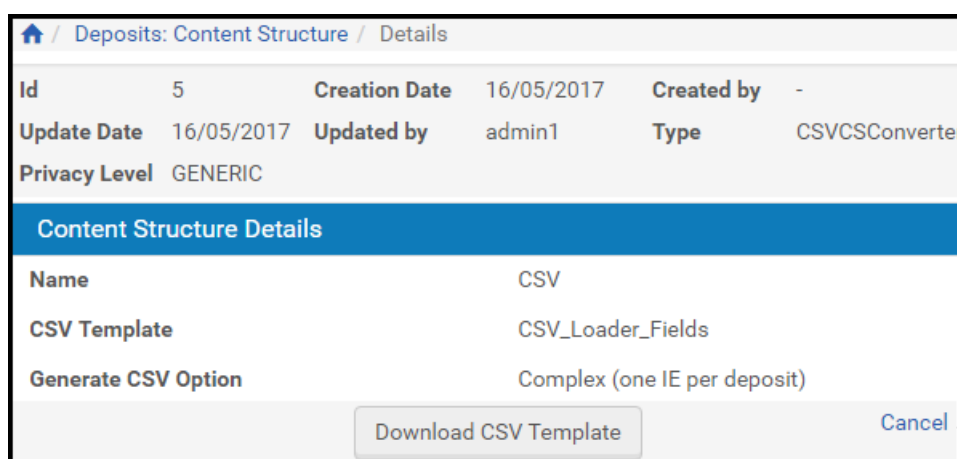 / Deposits: Content Structure / Details
Id 5 Creation Date 16/05/2017 Created by -
Update Date 16/05/2017 Updated by admin1 Type CSVCSConverte
Privacy Level GENERIC
Content Structure Details
Name CSV
CSV Template CSV_Loader_Fields
Generate CSV Option Complex (one IE per deposit)
Download CSV Template Cancel